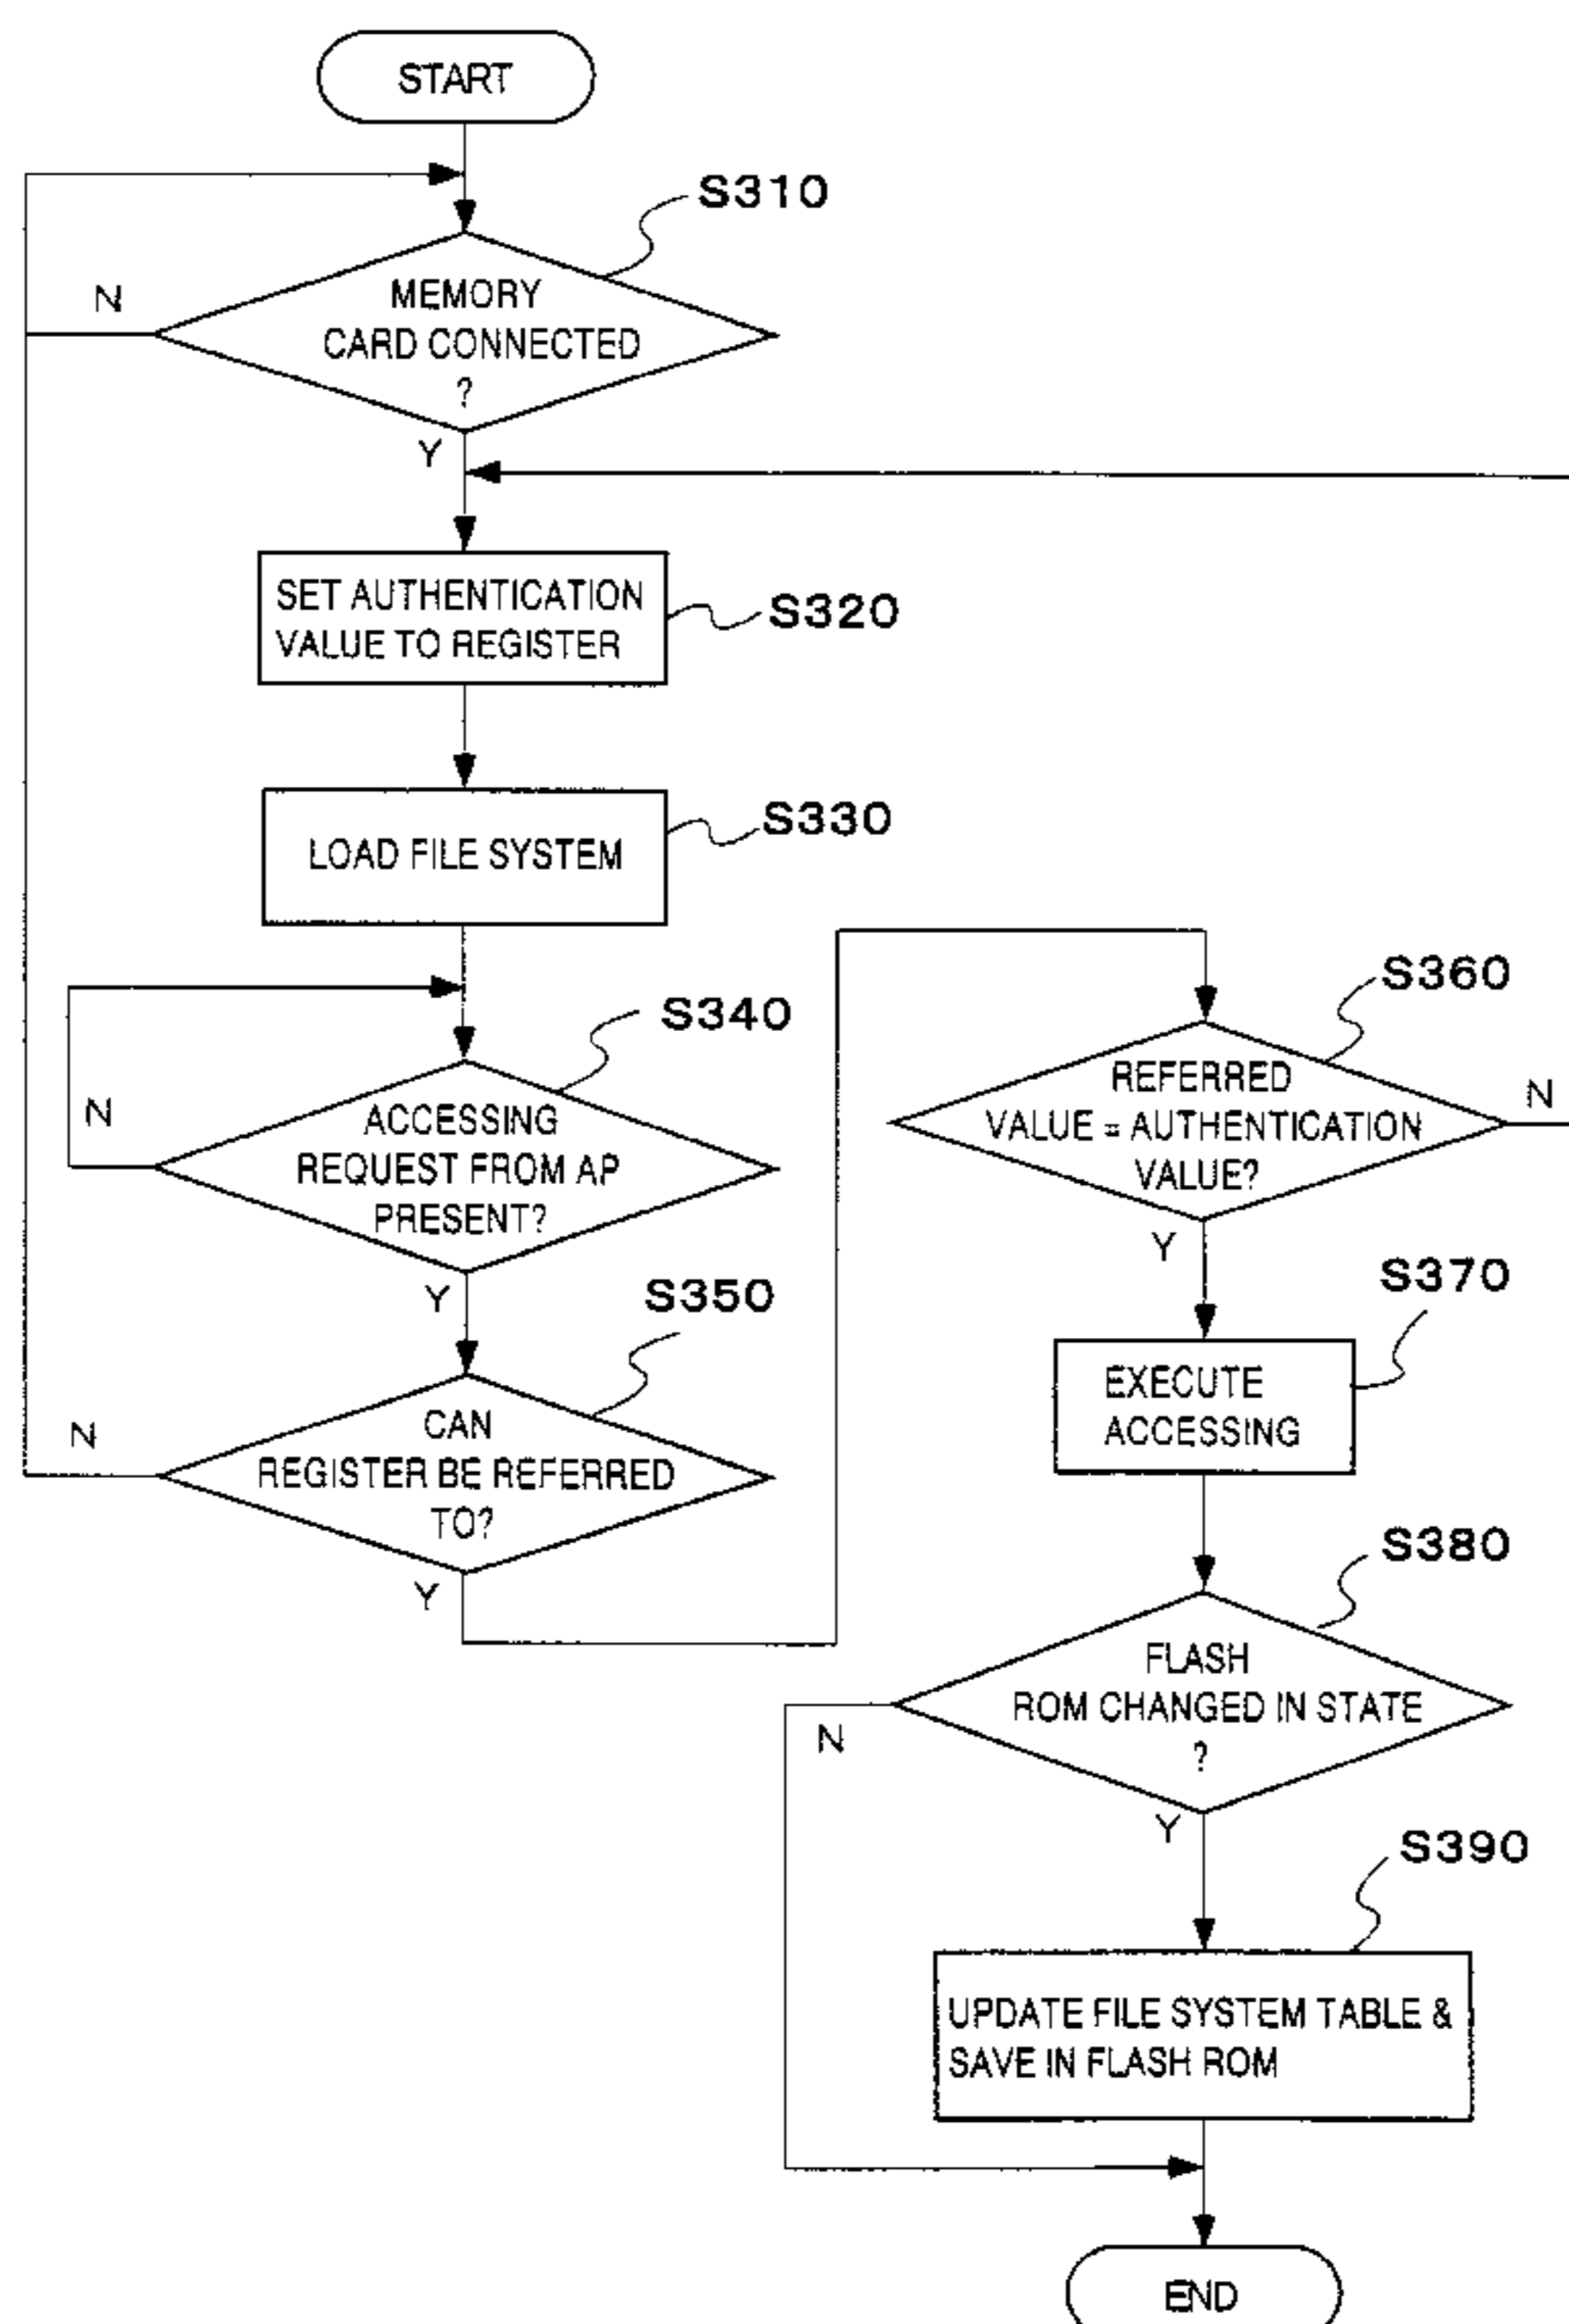 START
S310
MEMORY
CARD CONNECTED
?
N
Y
SET AUTHENTICATION
VALUE TO REGISTER
S320
LOAD FILE SYSTEM
S330
S340
ACCESSING
REQUEST FROM AP
PRESENT?
N
Y
S350
CAN
REGISTER BE REFERRED
TO?
N
Y
S360
REFERRED
VALUE = AUTHENTICATION
VALUE?
N
Y
S370
EXECUTE
ACCESSING
S380
FLASH
ROM CHANGED IN STATE
?
N
Y
S390
UPDATE FILE SYSTEM TABLE &
SAVE IN FLASH ROM
END